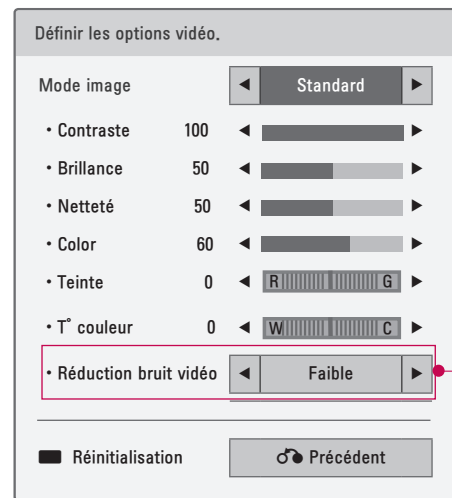 Définir les options vidéo.
Mode image ◄ Standard ►
• Contraste 100 ◄ ►
• Brillance 50 ◄ ►
• Netteté 50 ◄ ►
• Color 60 ◄ ►
• Teinte 0 ◄ R G ►
• T° couleur 0 ◄ W C ►
• Réduction bruit vidéo ◄ Faible ►
Réinitialisation Précédent